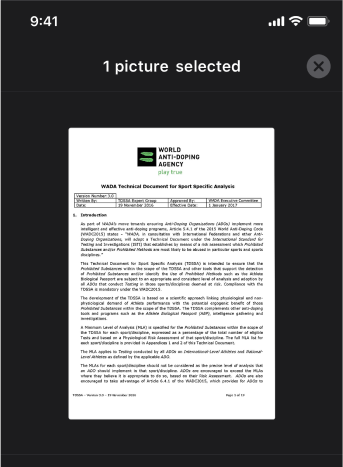 9:41
1 picture selected
WORLD
ANTI-DOPING
AGENCY
play true
WADA Technical Document for Sport Specific Analysis
Version Number 3.0
Written By: TDSSA Expert Group Approved By: WADA Executive Committee
Date: 19 November 2016 Effective Date: 1 January 2017
1. Introduction
As part of WADA's move towards ensuring Anti-Doping Organizations (ADOs) implement more
intelligent and effective anti-doping programs, Article 5.4.1 of the 2015 World Anti-Doping Code
(WADC2015) states – "WADA, in consultation with International Federations and other Anti-
Doping Organizations, will adopt a Technical Document under the International Standard for
Testing and Investigations (ISTI) that establishes by means of a risk assessment which Prohibited
Substances and/or Prohibited Methods are most likely to be abused in particular sports and sports
disciplines."
This Technical Document for Sport Specific Analysis (TDSSA) is intended to ensure that the
Prohibited Substances within the scope of the TDSSA and other tools that support the detection
of Prohibited Substances and/or identify the Use of Prohibited Methods such as the Athlete
Biological Passport are subject to an appropriate and consistent level of analysis and adoption by
all ADOs that conduct Testing in those sports/disciplines deemed at risk. Compliance with the
TDSSA is mandatory under the WADC2015.
The development of the TDSSA is based on a scientific approach linking physiological and non-
physiological demand of Athlete performance with the potential ergogenic benefit of those
Prohibited Substances within the scope of the TDSSA. The TDSSA complements other anti-doping
tools and programs such as the Athlete Biological Passport (ABP), intelligence gathering and
investigations.
A Minimum Level of Analysis (MLA) is specified for the Prohibited Substances within the scope of
the TDSSA for each sport/discipline, expressed as a percentage of the total number of eligible
Tests and based on a Physiological Risk Assessment of that sport/discipline. The full MLA list for
each sport/discipline is provided in Appendixes 1 and 2 of this Technical Document.
The MLA applies to Testing conducted by all ADOs on International-Level Athletes and National-
Level Athletes as defined by the applicable ADO.
The MLAs for each sport/discipline should not be considered as the precise level of analysis that
an ADO should implement in that sport/discipline. ADOs are encouraged to exceed the MLAs
where they believe it is appropriate to do so, based on their Risk Assessment. ADOs are also
encouraged to take advantage of Article 6.4.1 of the WADC2015, which provides for ADOs to
TDSSA – Version 3.0 – 19 November 2016 Page 1 of 19